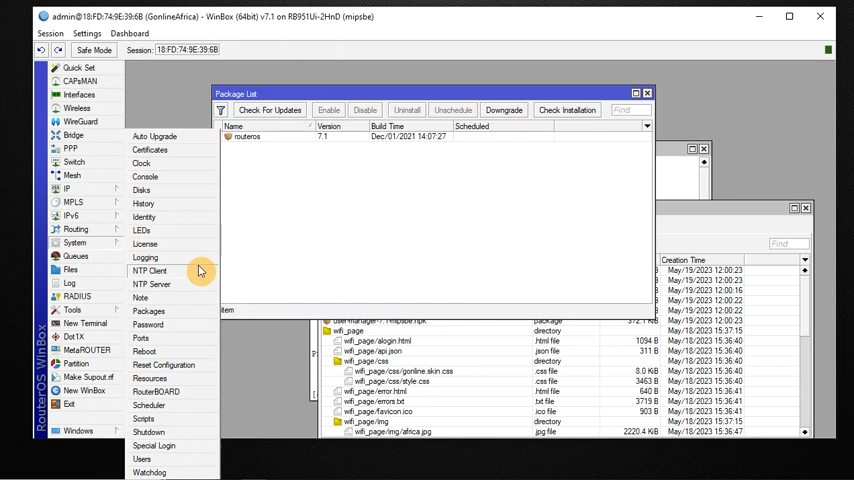 admin@18:FD:74:9E:39:6B (GonlineAfrica) - WinBox (64bit) v7.1 on RB951Ui-2HnD (mipsbe)
Session Settings Dashboard
Safe Mode Session: 18:FD:74:9E:39:6B
Quick Set
CAPsMAN
Interfaces
Wireless
WireGuard
Bridge
PPP
Switch
Mesh
IP
MPLS
IPv6
Routing
System
Queues
Files
Log
RADIUS
Tools
New Terminal
Dot1X
MetaROUTER
Partition
Make Supout.rif
New WinBox
Exit
Windows
RouterOS WinBox
Auto Upgrade
Certificates
Clock
Console
Disks
History
Identity
LEDs
License
Logging
NTP Client
NTP Server
Note
Packages
Password
Ports
Reboot
Reset Configuration
Resources
RouterBOARD
Scheduler
Scripts
Shutdown
Special Login
Users
Watchdog
Package List
Check For Updates Enable Disable Uninstall Unschedule Downgrade Check Installation Find
Name Version Build Time Scheduled
routeros 7.1 Dec/01/2021 14:07:27
item
Find
Creation Time
B May/19/2023 12:00:23
B May/19/2023 12:00:23
B May/19/2023 12:00:16
B May/19/2023 12:00:22
B May/19/2023 12:00:22
user-manager-7.1-mipsbe.npk package 372.1 KiB May/19/2023 12:00:23
wifi_page directory May/18/2023 15:37:15
wifi_page/alogin.html .html file 1094 B May/18/2023 15:36:40
wifi_page/api.json .json file 311 B May/18/2023 15:36:40
wifi_page/css directory May/18/2023 15:36:40
wifi_page/css/gonline.skin.css .css file 8.0 KiB May/18/2023 15:36:40
wifi_page/css/style.css .css file 3463 B May/18/2023 15:36:40
wifi_page/error.html .html file 640 B May/18/2023 15:36:41
wifi_page/errors.txt .txt file 3719 B May/18/2023 15:36:41
wifi_page/favicon.ico .ico file 903 B May/18/2023 15:36:41
wifi_page/img directory May/18/2023 15:37:15
wifi_page/img/africa.jpg .jpg file 2220.4 KiB May/18/2023 15:36:47